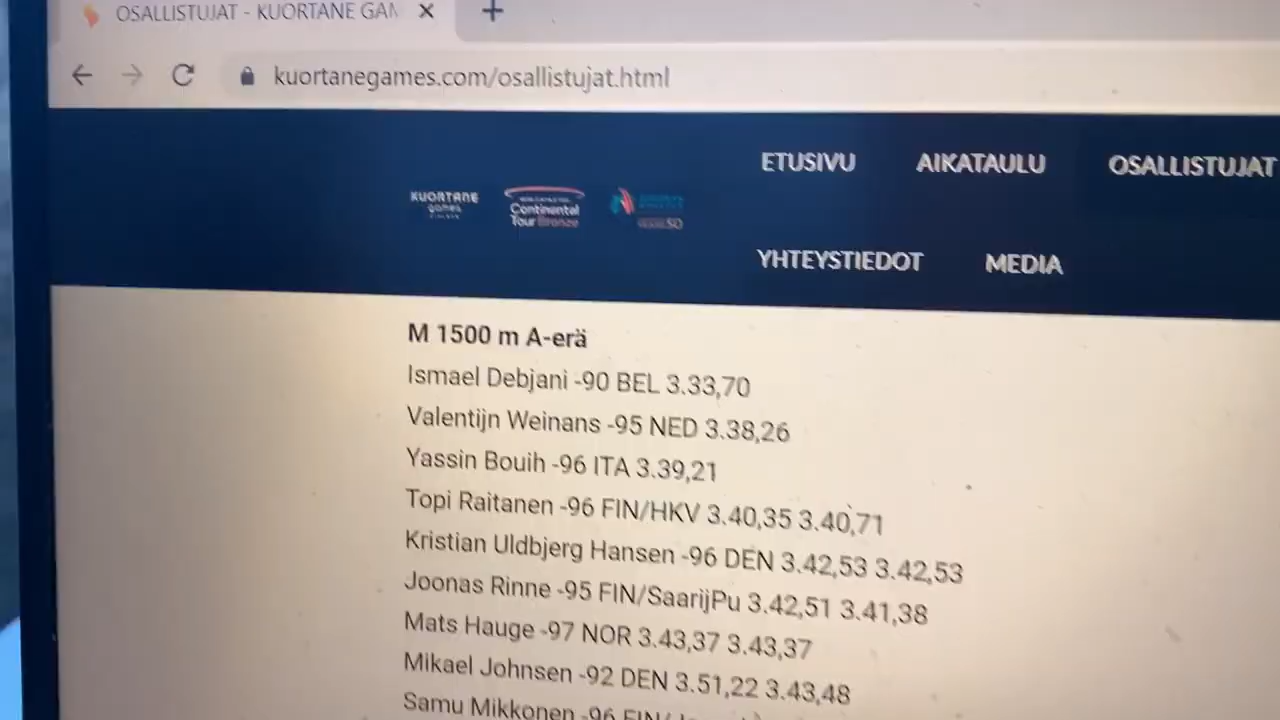 OSALLISTUJAT - KUORTANE GAM
kuortanegames.com/osallistujat.html
ETUSIVU AIKATAULU OSALLISTUJAT
KUORTANE
games
Continental
Tour Bronze
YHTEYSTIEDOT MEDIA
M 1500 m A-erä
Ismael Debjani -90 BEL 3.33,70
Valentijn Weinans -95 NED 3.38,26
Yassin Bouih -96 ITA 3.39,21
Topi Raitanen -96 FIN/HKV 3.40,35 3.40,71
Kristian Uldbjerg Hansen -96 DEN 3.42,53 3.42,53
Joonas Rinne -95 FIN/SaarijPu 3.42,51 3.41,38
Mats Hauge -97 NOR 3.43,37 3.43,37
Mikael Johnsen -92 DEN 3.51,22 3.43,48
Samu Mikkonen -96 FIN/